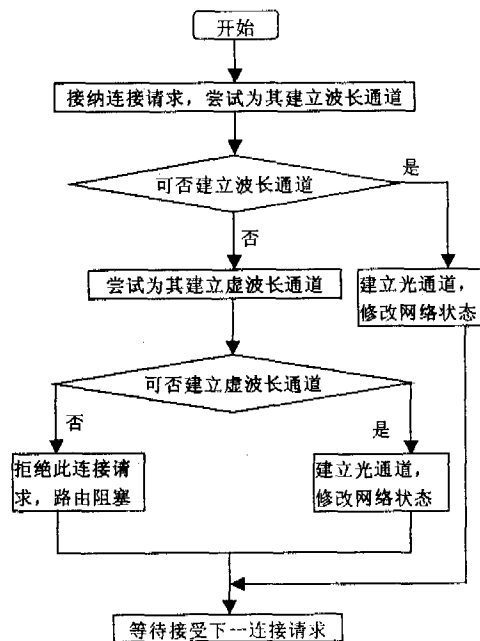 开始
接纳连接请求，尝试为其建立波长通道
可否建立波长通道
是
否
尝试为其建立虚波长通道
建立光通道，
修改网络状态
可否建立虚波长通道
否
是
拒绝此连接请
求，路由阻塞
建立光通道，
修改网络状态
等待接受下一连接请求